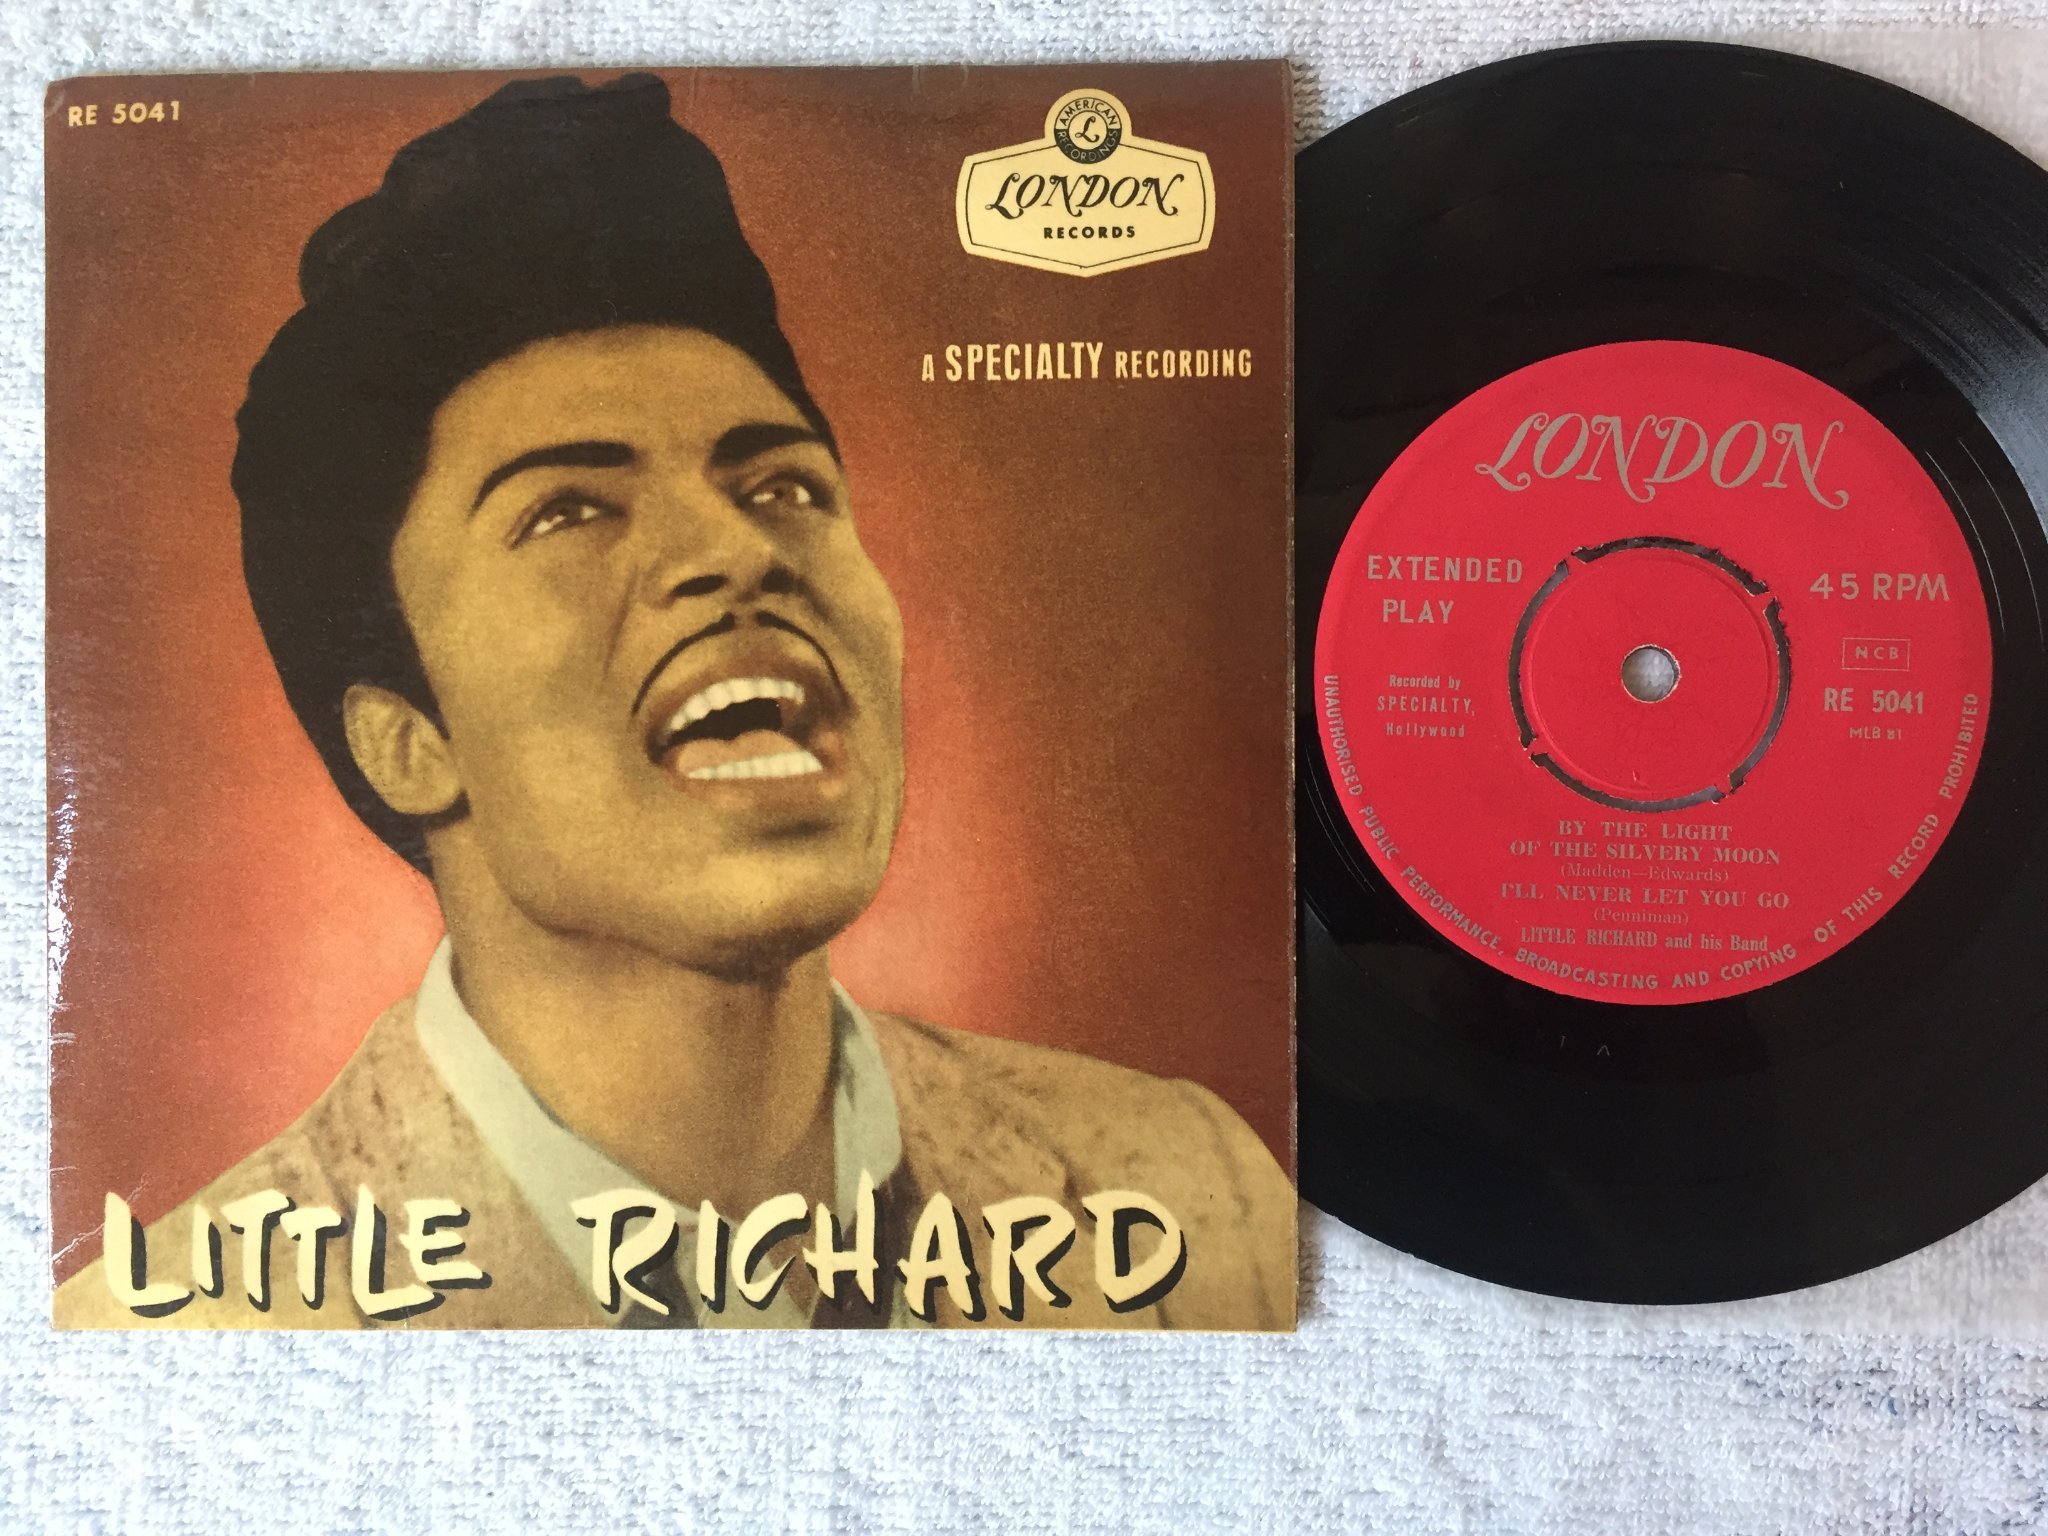 RE 5041
AMERICAN RECORDINGS
L
LONDON
RECORDS
A SPECIALTY RECORDING
LITTLE RICHARD
LONDON
EXTENDED
PLAY
45 RPM
NCB
Recorded by
SPECIALTY,
Hollywood
RE 5041
MLB 81
BY THE LIGHT
OF THE SILVERY MOON
(Madden—Edwards)
I'LL NEVER LET YOU GO
(Penniman)
LITTLE RICHARD and his Band
UNAUTHORISED PUBLIC PERFORMANCE, BROADCASTING AND COPYING OF THIS RECORD PROHIBITED